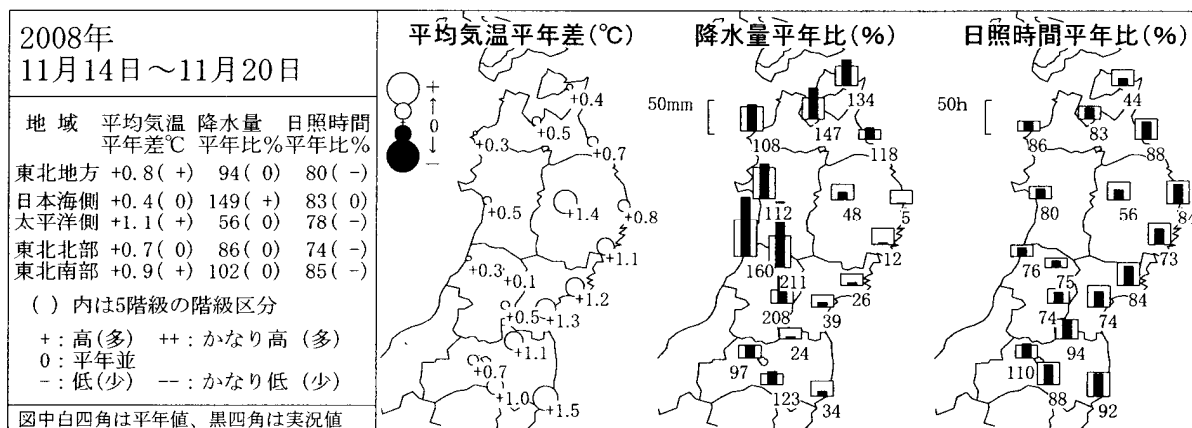 2008年
11月14日～11月20日
地 域 平均気温 降水量 日照時間
平年差℃ 平年比% 平年比%
東北地方 +0.8( +) 94( 0) 80( -)
日本海側 +0.4( 0) 149( +) 83( 0)
太平洋側 +1.1( +) 56( 0) 78( -)
東北北部 +0.7( 0) 86( 0) 74( -)
東北南部 +0.9( +) 102( 0) 85( -)
( ) 内は5階級の階級区分
+：高(多) ++：かなり高 (多)
0：平年並
-：低(少) --：かなり低 (少)
図中白四角は平年値、黒四角は実況値
平均気温平年差(℃)
+
↑
0
↓
-
+0.4
+0.5
+0.3
+0.7
+0.5
+1.4
+0.8
+1.1
+0.3
+0.1
+1.2
+0.5
+1.3
+1.1
+0.7
+1.0
+1.5
降水量平年比(%)
50mm
134
147
108
118
112
48
5
160
211
12
26
208
39
24
97
123
34
日照時間平年比(%)
50h
44
83
86
88
80
56
84
73
76
75
84
74
74
94
110
88
92